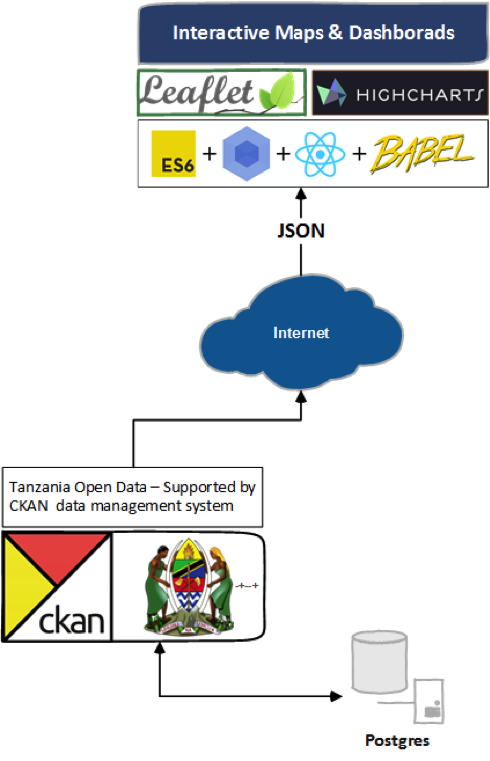 Interactive Maps & Dashborads
Leaflet
HIGHCHARTS
ES6 + + + BABEL
JSON
Internet
Tanzania Open Data – Supported by
CKAN data management system
ckan
Postgres